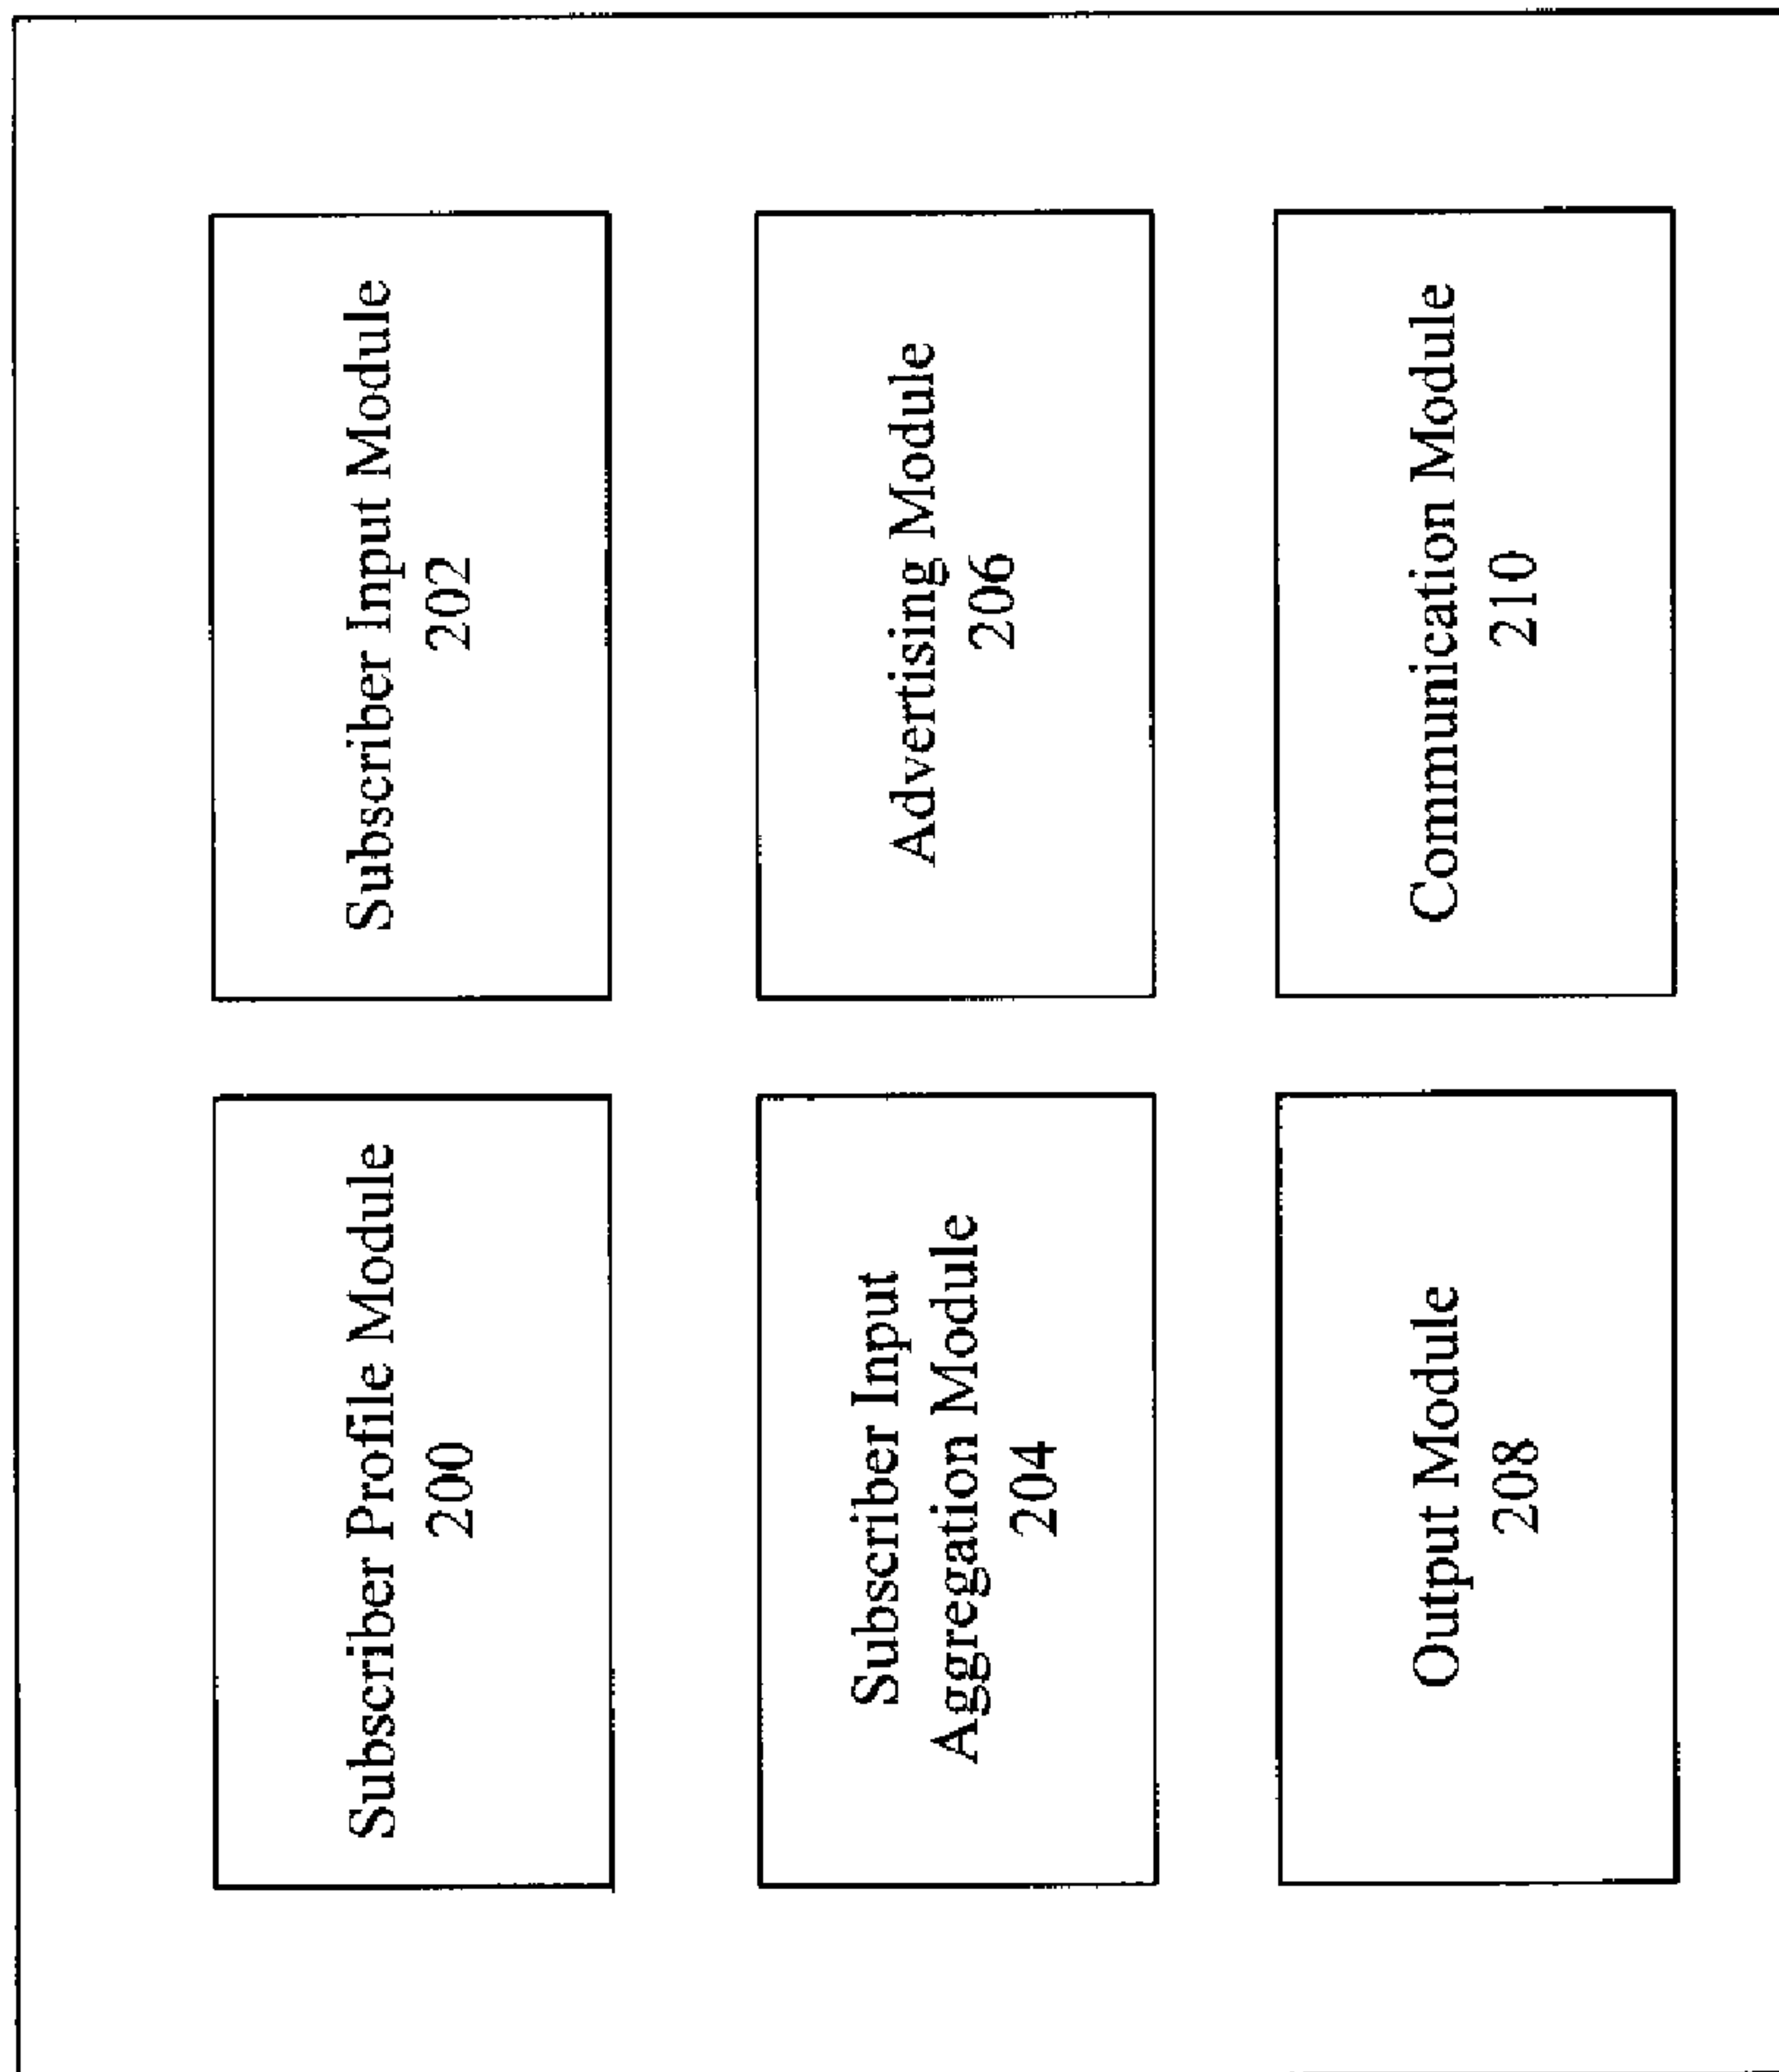 Subscriber Profile Module
200
Subscriber Input Module
202
Subscriber Input
Aggregation Module
204
Advertising Module
206
Output Module
208
Communication Module
210